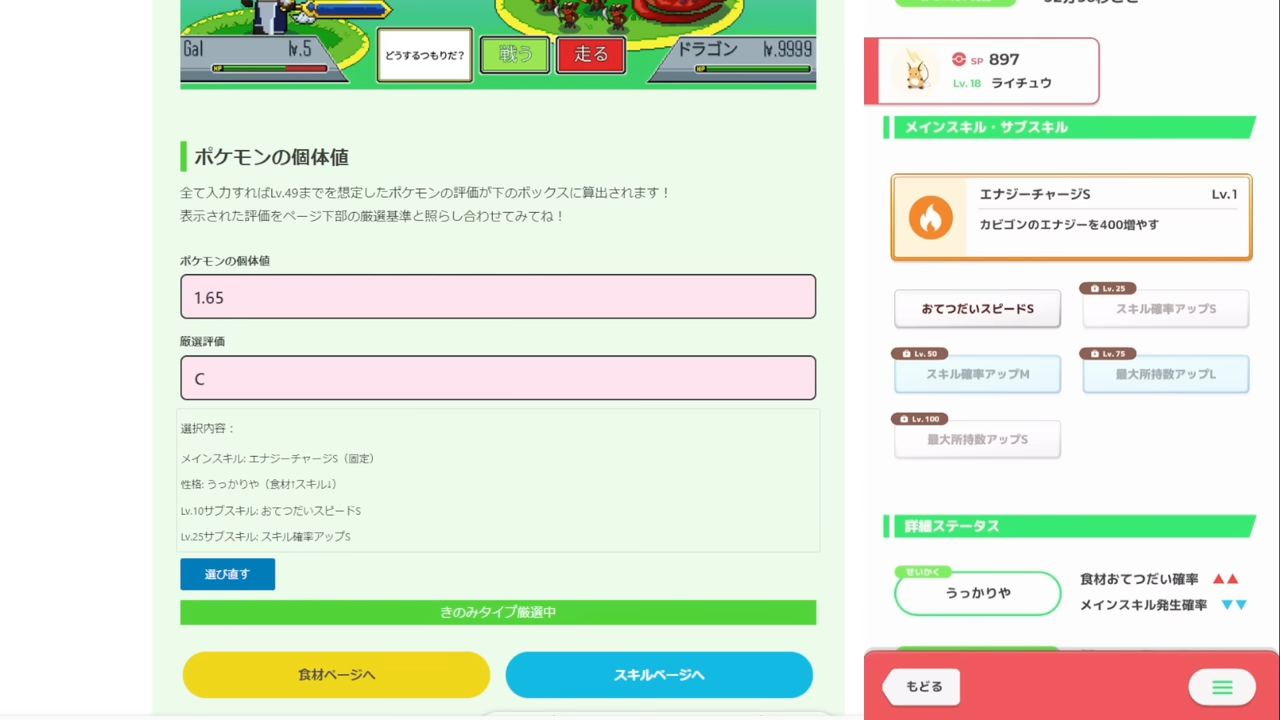 Gal lv.5
どうするつもりだ?
戦う
走る
ドラゴン lv.9999
ポケモンの個体値
全て入力すればLv.49までを想定したポケモンの評価が下のボックスに算出されます!
表示された評価をページ下部の厳選基準と照らし合わせてみてね!
ポケモンの個体値
1.65
厳選評価
C
選択内容:
メインスキル: エナジーチャージS(固定)
性格: うっかりや(食材↑スキル↓)
Lv.10サブスキル: おてつだいスピードS
Lv.25サブスキル: スキル確率アップS
選び直す
きのみタイプ厳選中
食材ページへ
スキルページへ
SP 897
Lv.18 ライチュウ
メインスキル・サブスキル
エナジーチャージS Lv.1
カビゴンのエナジーを400増やす
おてつだいスピードS
Lv.25
スキル確率アップS
Lv.50
スキル確率アップM
Lv.75
最大所持数アップL
Lv.100
最大所持数アップS
詳細ステータス
せいかく
うっかりや
食材おてつだい確率 ▲▲
メインスキル発生確率 ▼▼
もどる